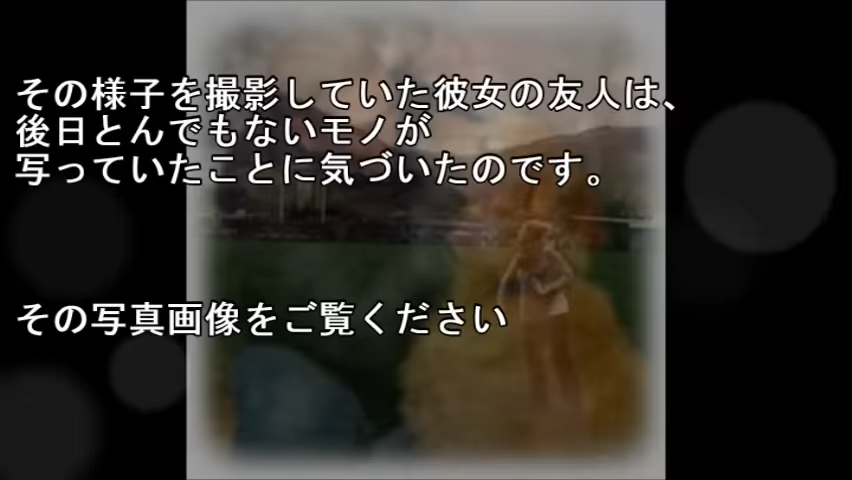 その様子を撮影していた彼女の友人は、
後日とんでもないモノが
写っていたことに気づいたのです。
その写真画像をご覧ください